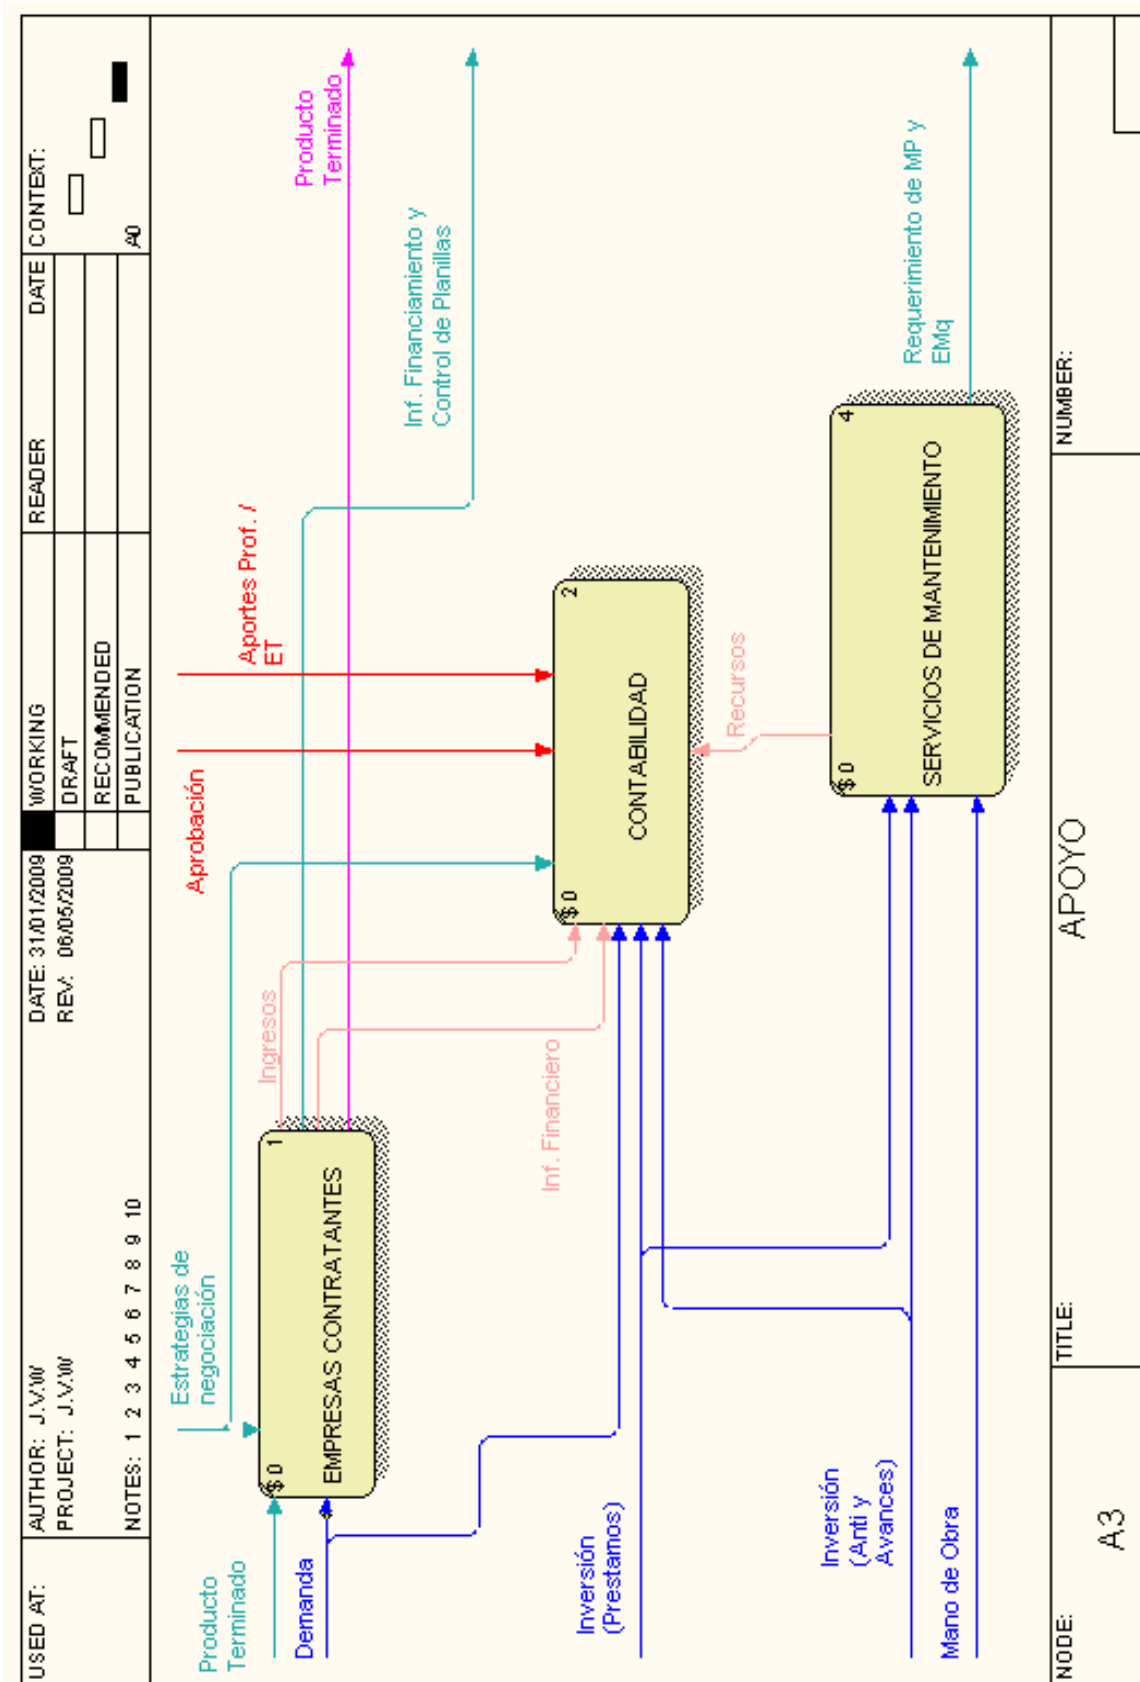 USED AT:
AUTHOR: J.V.W
PROJECT: J.V.W
NOTES: 1 2 3 4 5 6 7 8 9 10
DATE: 31/01/2009
REV: 06/05/2009
WORKING
DRAFT
RECOMMENDED
PUBLICATION
READER
DATE
CONTEXT:
A0
Estrategias de
negociación
Aprobación
Aportes Prof. /
ET
Producto
Terminado
Producto
Terminado
Demanda
$ 0
1
EMPRESAS CONTRATANTES
Ingresos
Inf. Financiero
Inf. Financiamiento y
Control de Planillas
$ 0
2
CONTABILIDAD
Inversión
(Prestamos)
Recursos
$ 0
4
SERVICIOS DE MANTENIMIENTO
Requerimiento de MP y
EMq
Inversión
(Anti y
Avances)
Mano de Obra
NODE:
A3
TITLE:
APOYO
NUMBER: